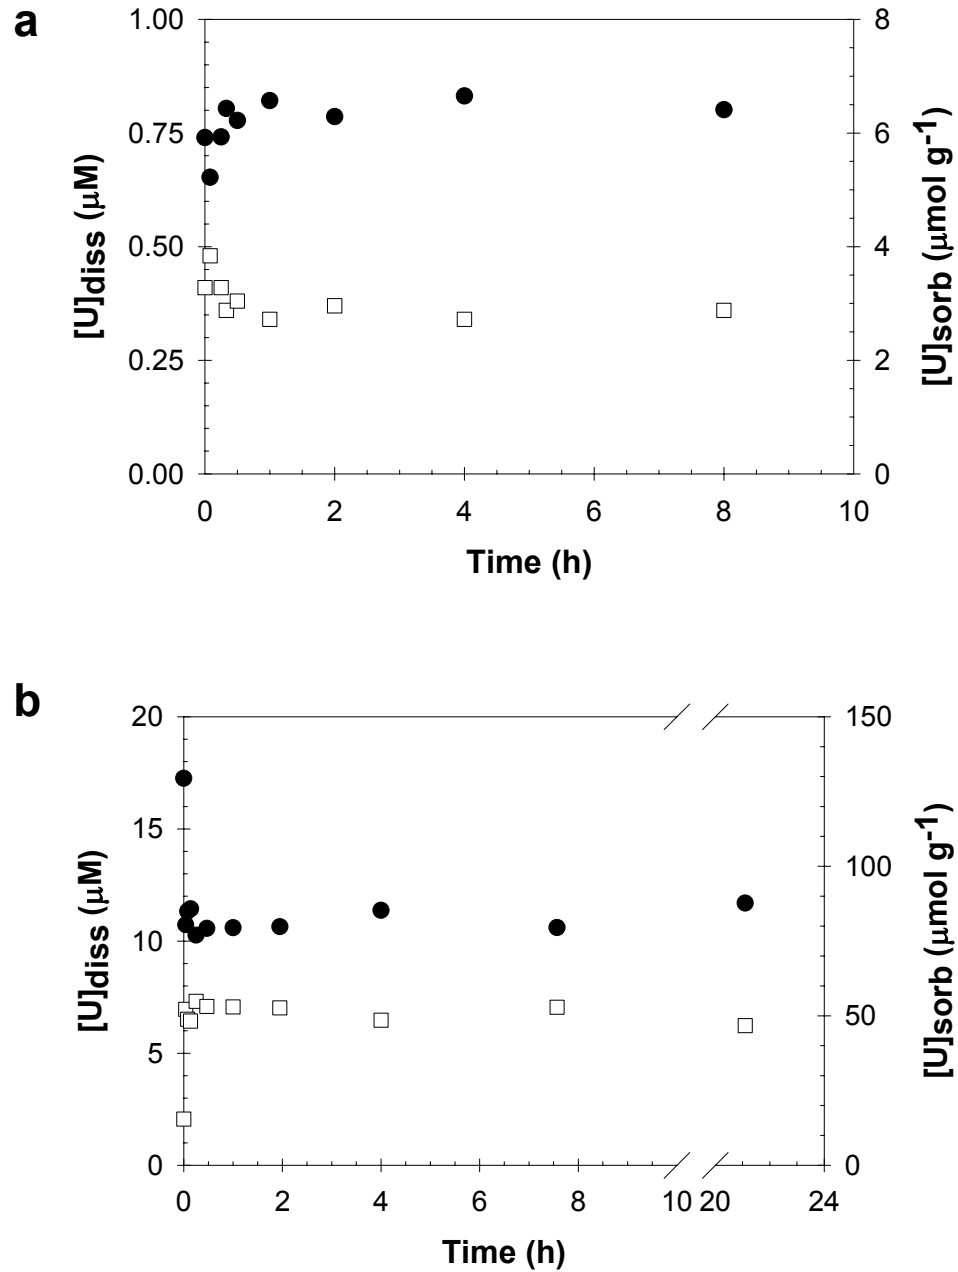 a
1.00
0.75
0.50
0.25
0.00
[U]diss (μM)
8
6
4
2
0
[U]sorb (μmol g-1)
0 2 4 6 8 10
Time (h)
b
20
15
10
5
0
[U]diss (μM)
150
100
50
0
[U]sorb (μmol g-1)
0 2 4 6 8 10 20 24
Time (h)